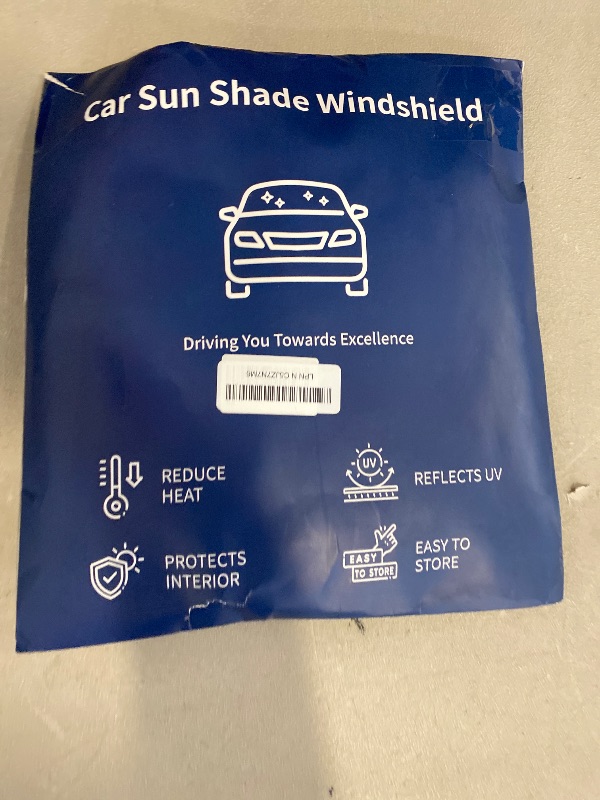 Car Sun Shade Windshield
Driving You Towards Excellence
REDUCE
HEAT
UV
REFLECTS UV
PROTECTS
INTERIOR
EASY
TO STORE
EASY TO
STORE